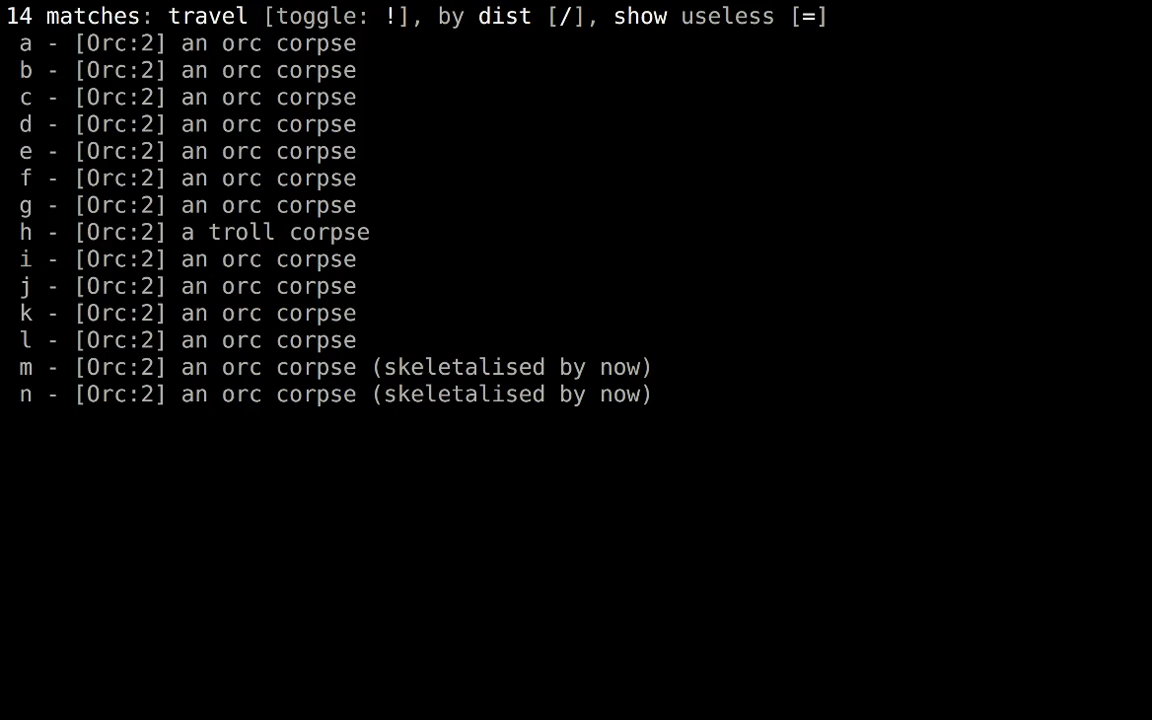 14 matches: travel [toggle: !], by dist [/], show useless [=]
a - [Orc:2] an orc corpse
b - [Orc:2] an orc corpse
c - [Orc:2] an orc corpse
d - [Orc:2] an orc corpse
e - [Orc:2] an orc corpse
f - [Orc:2] an orc corpse
g - [Orc:2] an orc corpse
h - [Orc:2] a troll corpse
i - [Orc:2] an orc corpse
j - [Orc:2] an orc corpse
k - [Orc:2] an orc corpse
l - [Orc:2] an orc corpse
m - [Orc:2] an orc corpse (skeletalised by now)
n - [Orc:2] an orc corpse (skeletalised by now)